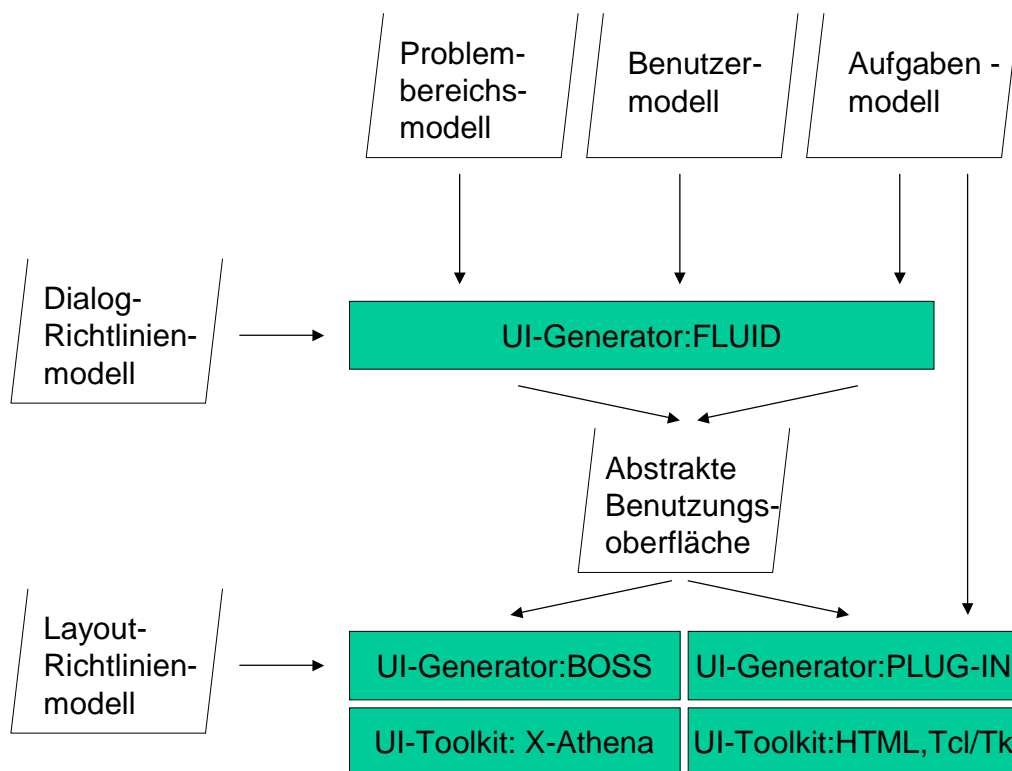 Problem-
bereichs-
modell
Benutzer-
modell
Aufgaben -
modell
Dialog-
Richtlinien-
modell
UI-Generator:FLUID
Abstrakte
Benutzungs-
oberfläche
Layout-
Richtlinien-
modell
UI-Generator:BOSS
UI-Generator:PLUG-IN
UI-Toolkit: X-Athena
UI-Toolkit:HTML,Tcl/Tk